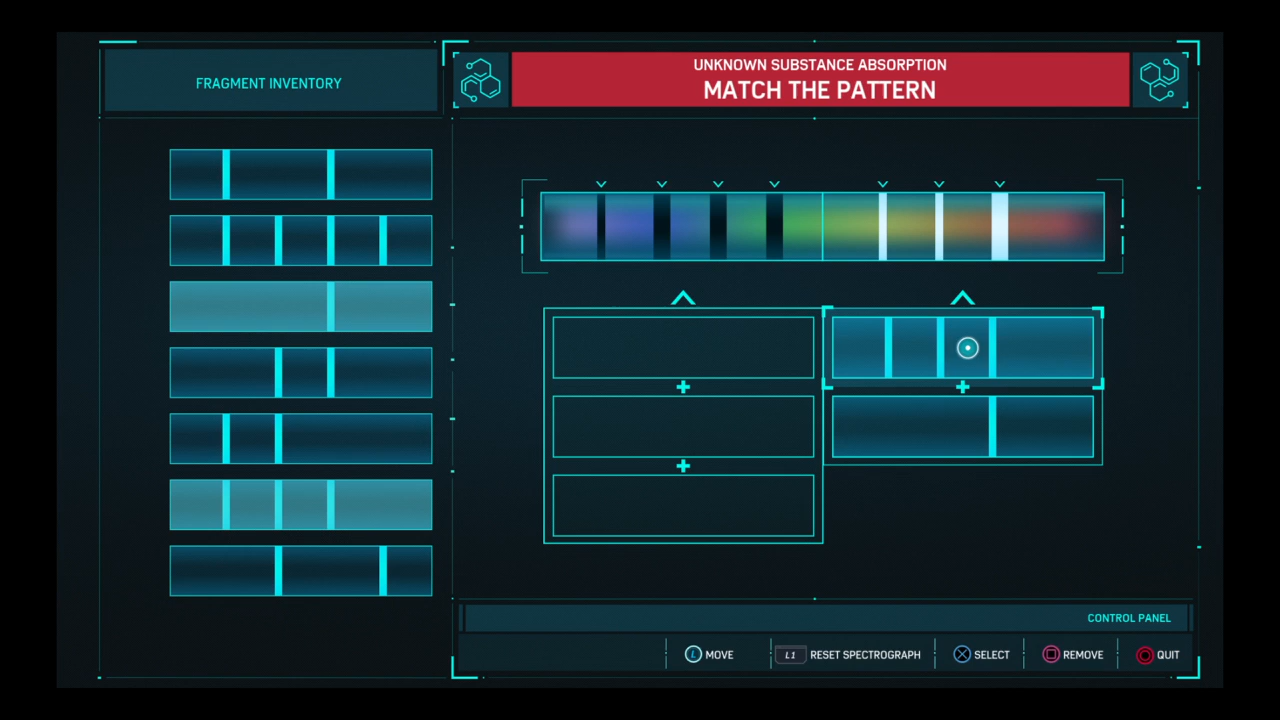 FRAGMENT INVENTORY
UNKNOWN SUBSTANCE ABSORPTION
MATCH THE PATTERN
CONTROL PANEL
L MOVE
L1 RESET SPECTROGRAPH
SELECT
REMOVE
QUIT